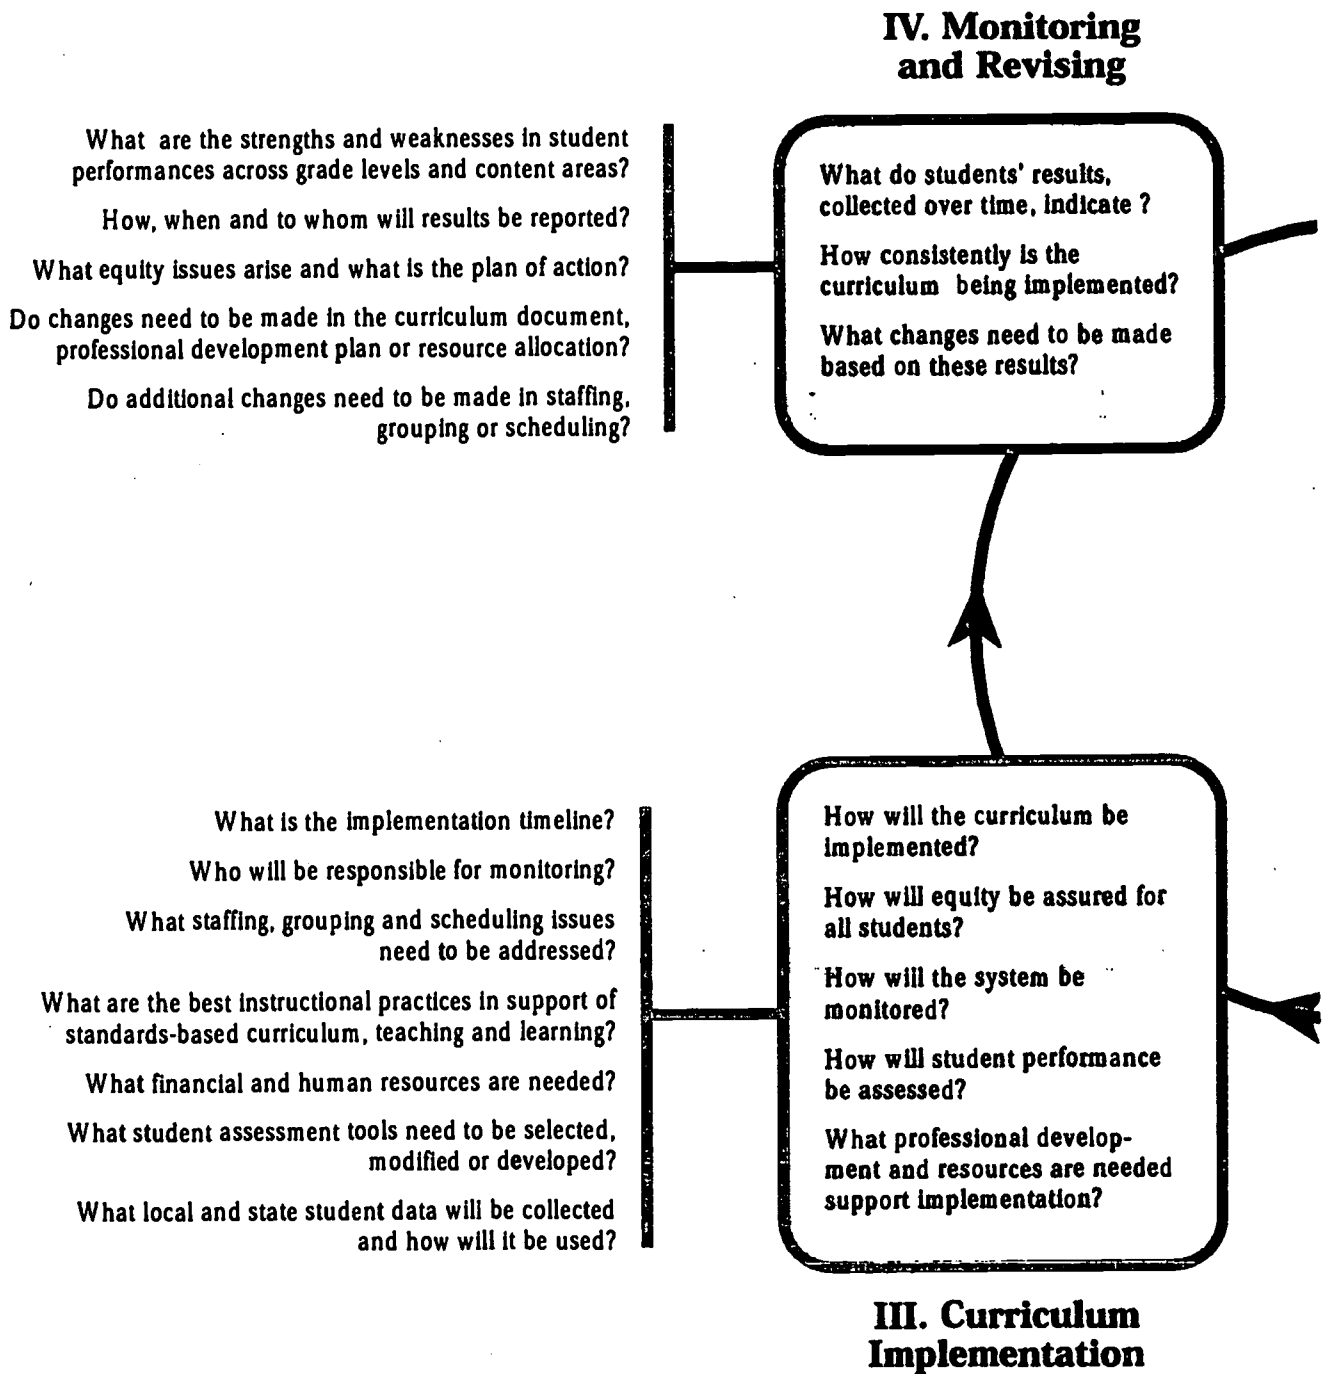 IV. Monitoring
and Revising
What are the strengths and weaknesses in student
performances across grade levels and content areas?
How, when and to whom will results be reported?
What equity issues arise and what is the plan of action?
Do changes need to be made in the curriculum document,
professional development plan or resource allocation?
Do additional changes need to be made in staffing,
grouping or scheduling?
What do students' results,
collected over time, indicate ?
How consistently is the
curriculum being implemented?
What changes need to be made
based on these results?
What is the implementation timeline?
Who will be responsible for monitoring?
What staffing, grouping and scheduling issues
need to be addressed?
What are the best instructional practices in support of
standards-based curriculum, teaching and learning?
What financial and human resources are needed?
What student assessment tools need to be selected,
modified or developed?
What local and state student data will be collected
and how will it be used?
How will the curriculum be
implemented?
How will equity be assured for
all students?
How will the system be
monitored?
How will student performance
be assessed?
What professional develop-
ment and resources are needed
support implementation?
III. Curriculum
Implementation